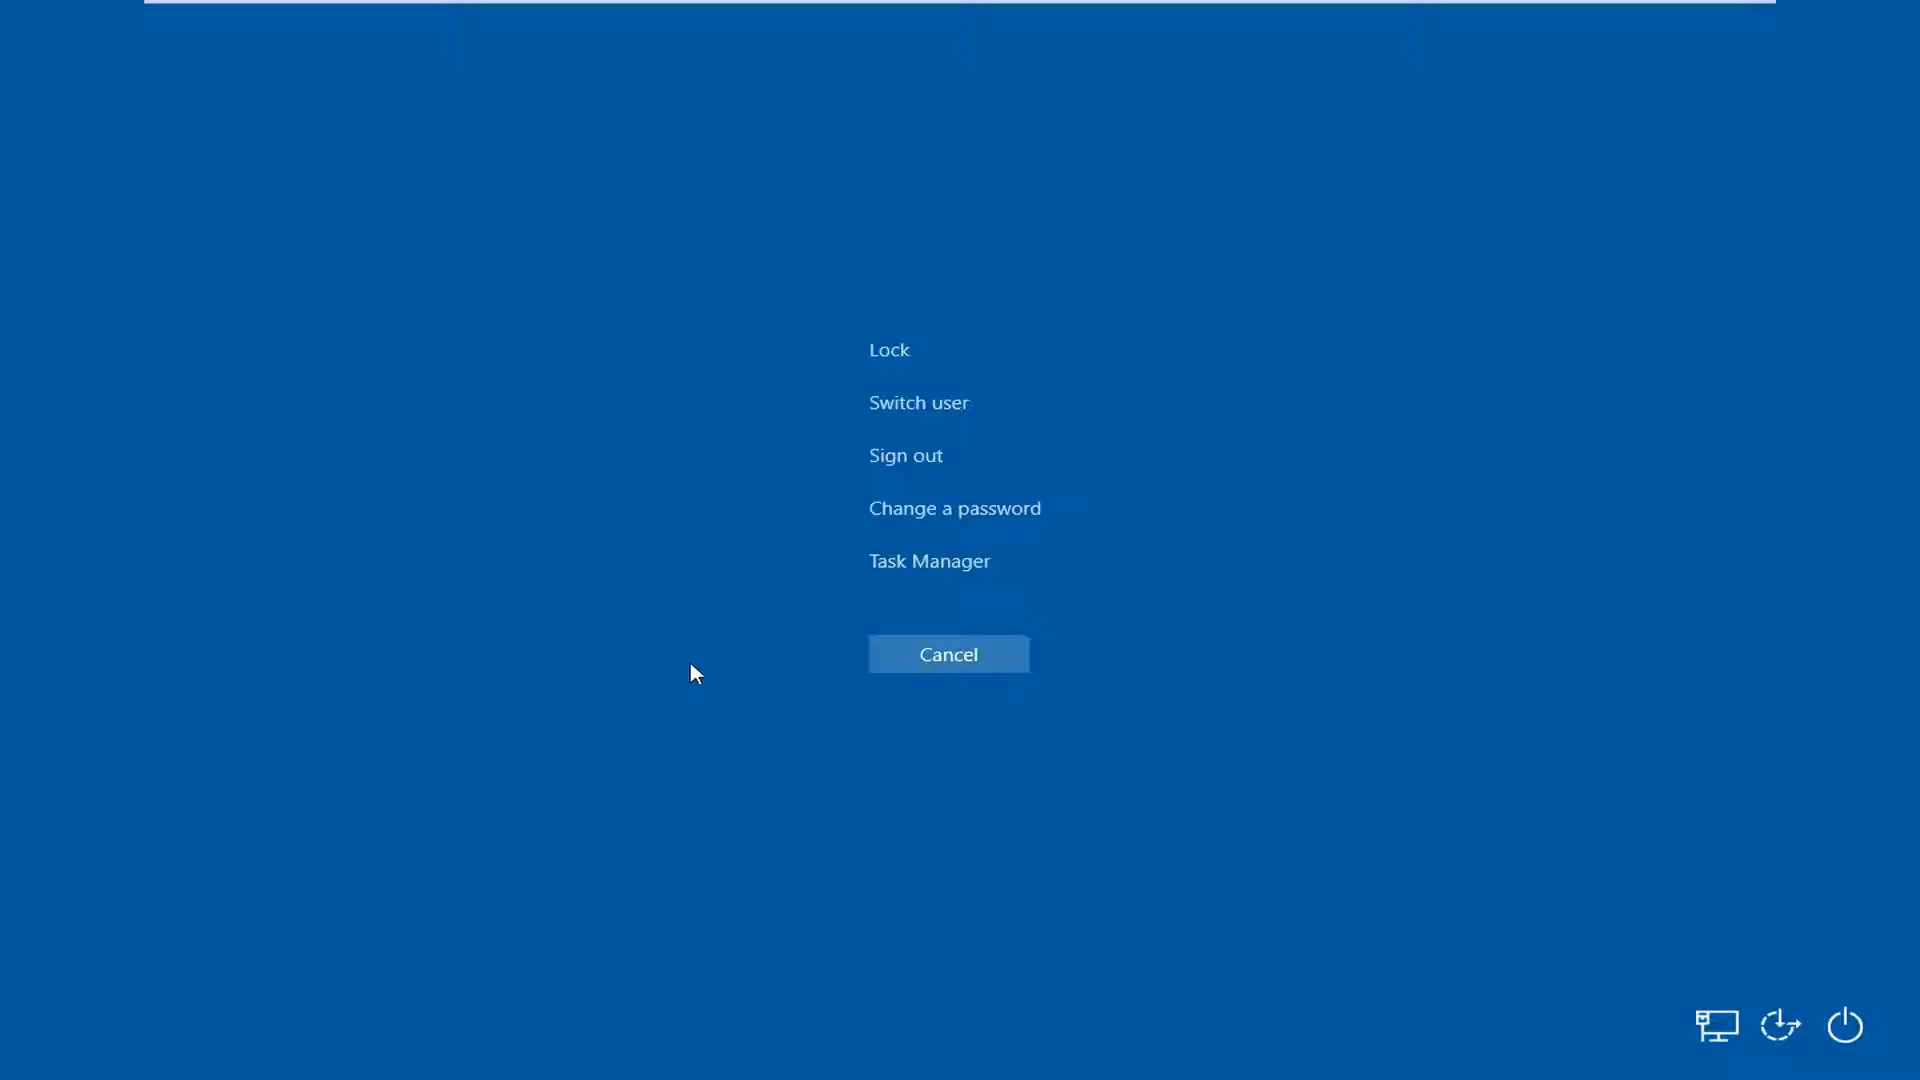 Lock
Switch user
Sign out
Change a password
Task Manager
Cancel